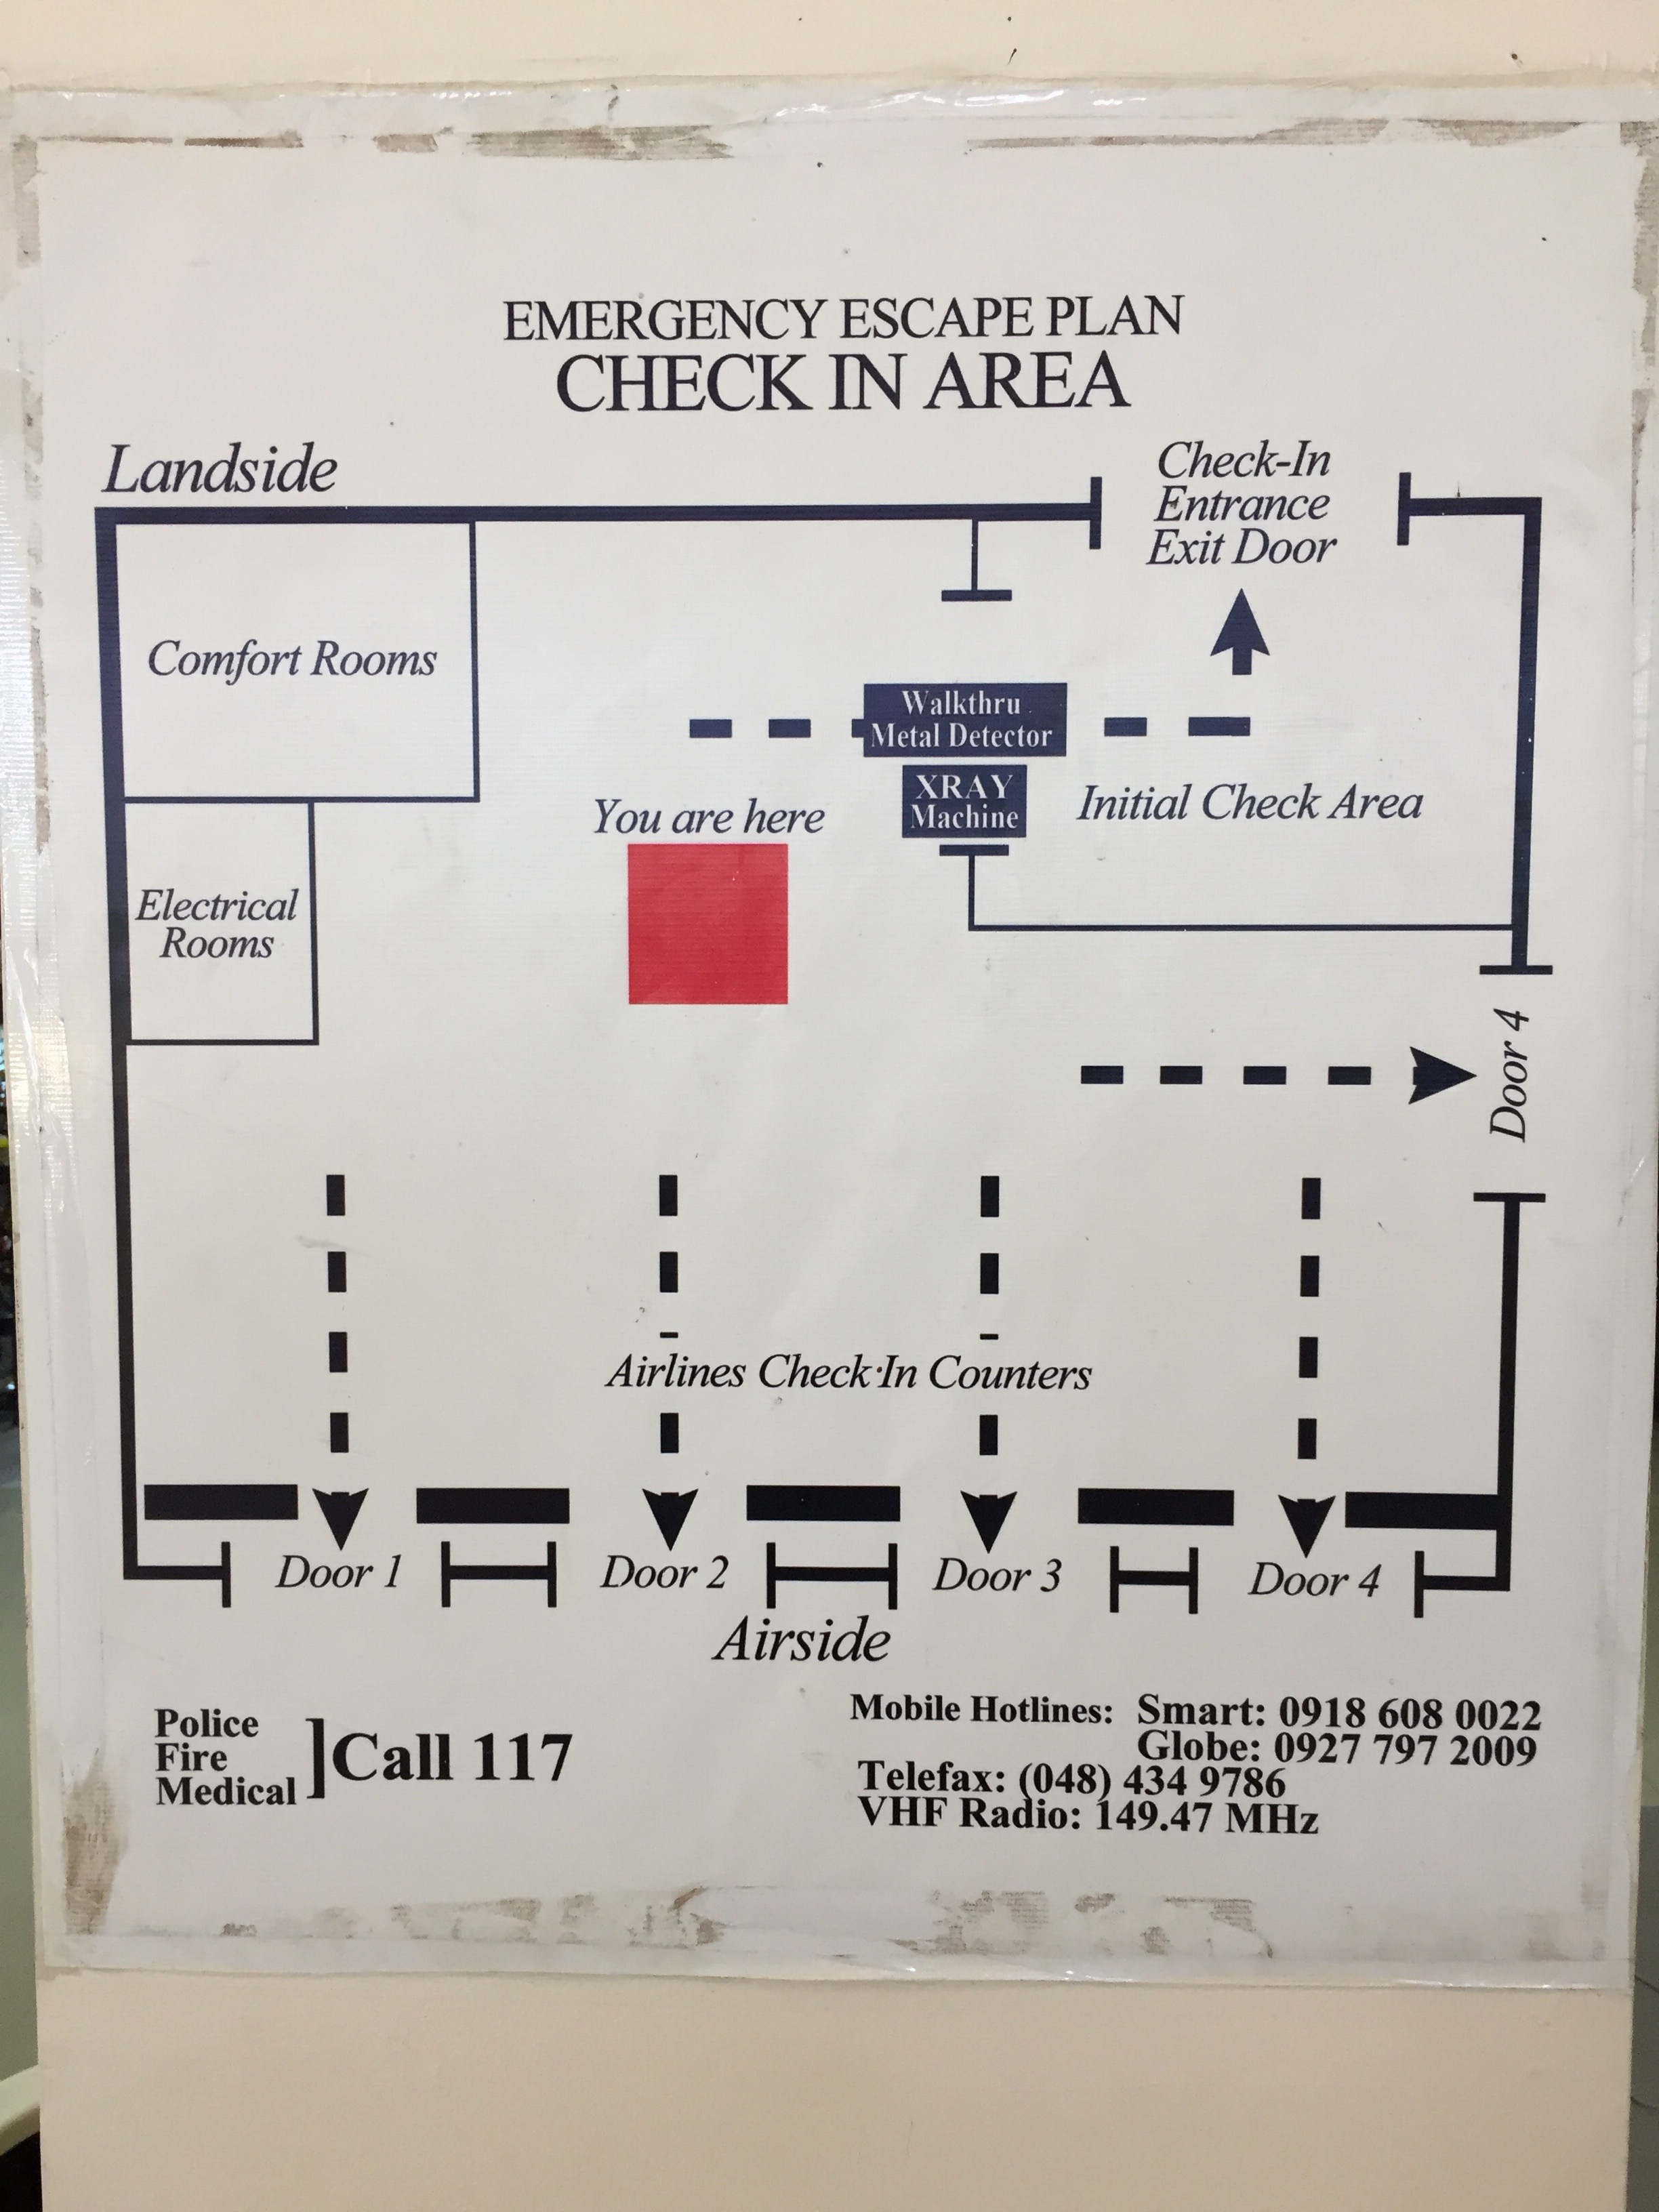 EMERGENCY ESCAPE PLAN
CHECK IN AREA
Landside
Check-In
Entrance
Exit Door
Comfort Rooms
Walkthru
Metal Detector
XRAY
Machine
Initial Check Area
You are here
Electrical
Rooms
Door 4
Airlines Check-In Counters
Door 1
Door 2
Door 3
Door 4
Airside
Police
Fire
Medical
Call 117
Mobile Hotlines: Smart: 0918 608 0022
Globe: 0927 797 2009
Telefax: (048) 434 9786
VHF Radio: 149.47 MHz